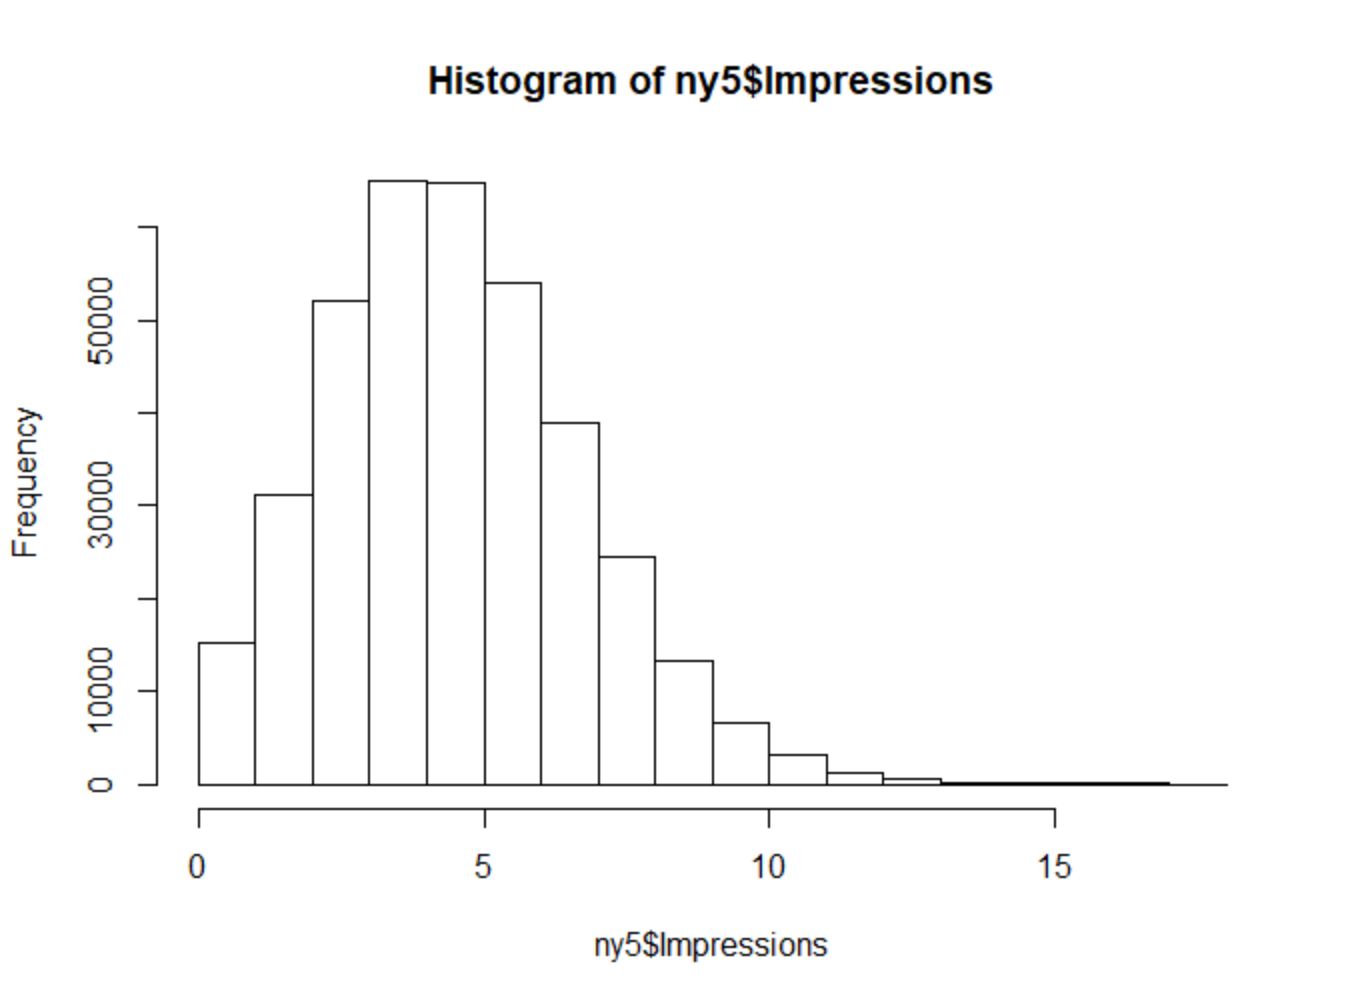 Histogram of ny5$Impressions
Frequency
50000
30000
10000
0
0 5 10 15
ny5$Impressions